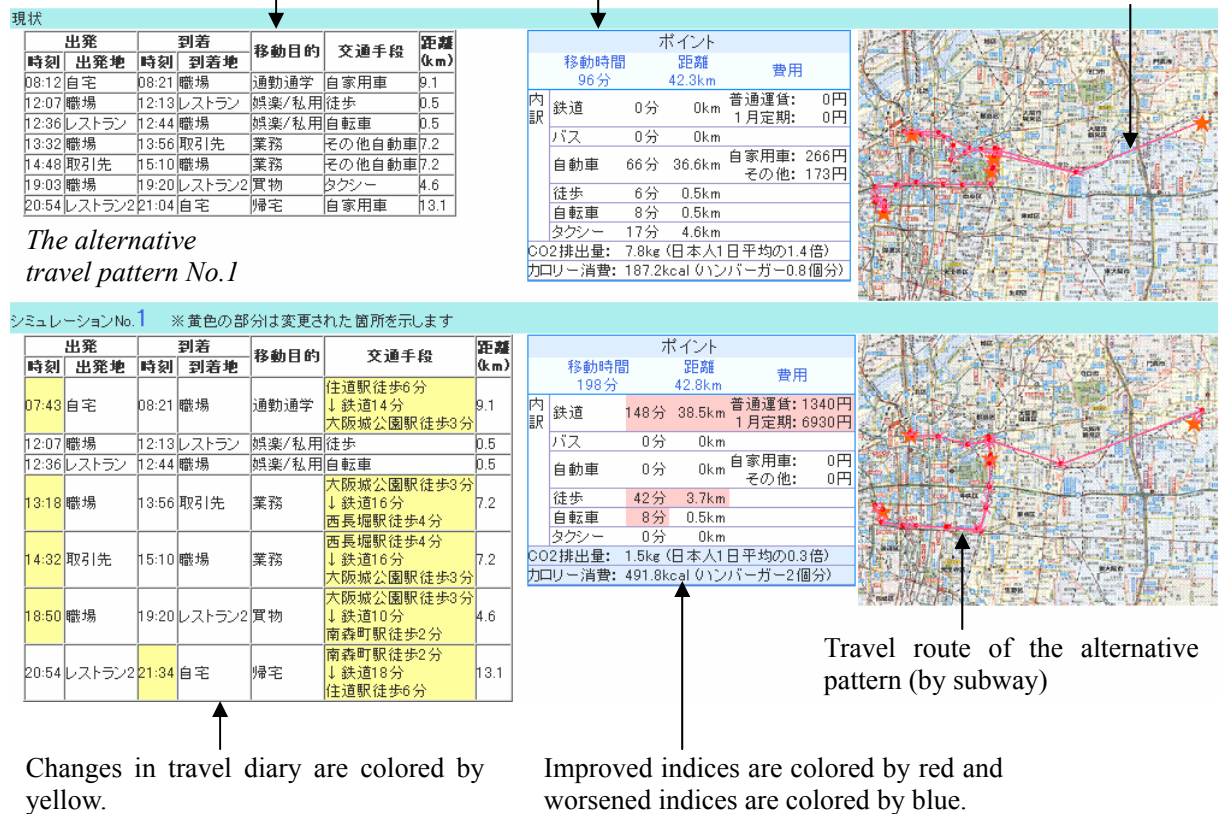 現状
出発 到着 移動目的 交通手段 距離
時刻 出発地 時刻 到着地 (km)
08:12 自宅 08:21 職場 通勤通学 自家用車 9.1
12:07 職場 12:13 レストラン 娯楽/私用 徒歩 0.5
12:36 レストラン 12:44 職場 娯楽/私用 自転車 0.5
13:32 職場 13:56 取引先 業務 その他自動車 7.2
14:48 取引先 15:10 職場 業務 その他自動車 7.2
19:03 職場 19:20 レストラン2 買物 タクシー 4.6
20:54 レストラン2 21:04 自宅 帰宅 自家用車 13.1
ポイント
移動時間 距離 費用
96分 42.3km
内訳 鉄道 0分 0km 普通運賃: 0円
1月定期: 0円
バス 0分 0km
自動車 66分 36.6km 自家用車: 266円
その他: 173円
徒歩 6分 0.5km
自転車 8分 0.5km
タクシー 17分 4.6km
CO2排出量: 7.8kg (日本人1日平均の1.4倍)
カロリー消費: 187.2kcal (ハンバーガー0.8個分)
The alternative
travel pattern No.1
シミュレーションNo.1 ※黄色の部分は変更された箇所を示します
出発 到着 移動目的 交通手段 距離
時刻 出発地 時刻 到着地 (km)
07:43 自宅 08:21 職場 通勤通学 住道駅徒歩6分
↓鉄道14分
大阪城公園駅徒歩3分 9.1
12:07 職場 12:13 レストラン 娯楽/私用 徒歩 0.5
12:36 レストラン 12:44 職場 娯楽/私用 自転車 0.5
13:18 職場 13:56 取引先 業務 大阪城公園駅徒歩3分
↓鉄道16分
西長堀駅徒歩4分 7.2
14:32 取引先 15:10 職場 業務 西長堀駅徒歩4分
↓鉄道16分
大阪城公園駅徒歩3分 7.2
18:50 職場 19:20 レストラン2 買物 大阪城公園駅徒歩3分
↓鉄道10分
南森町駅徒歩2分 4.6
20:54 レストラン2 21:34 自宅 帰宅 南森町駅徒歩2分
↓鉄道18分
住道駅徒歩6分 13.1
ポイント
移動時間 距離 費用
198分 42.8km
内訳 鉄道 148分 38.5km 普通運賃: 1340円
1月定期: 6930円
バス 0分 0km
自動車 0分 0km 自家用車: 0円
その他: 0円
徒歩 42分 3.7km
自転車 8分 0.5km
タクシー 0分 0km
CO2排出量: 1.5kg (日本人1日平均の0.3倍)
カロリー消費: 491.8kcal (ハンバーガー2個分)
Travel route of the alternative
pattern (by subway)
Changes in travel diary are colored by
yellow.
Improved indices are colored by red and
worsened indices are colored by blue.